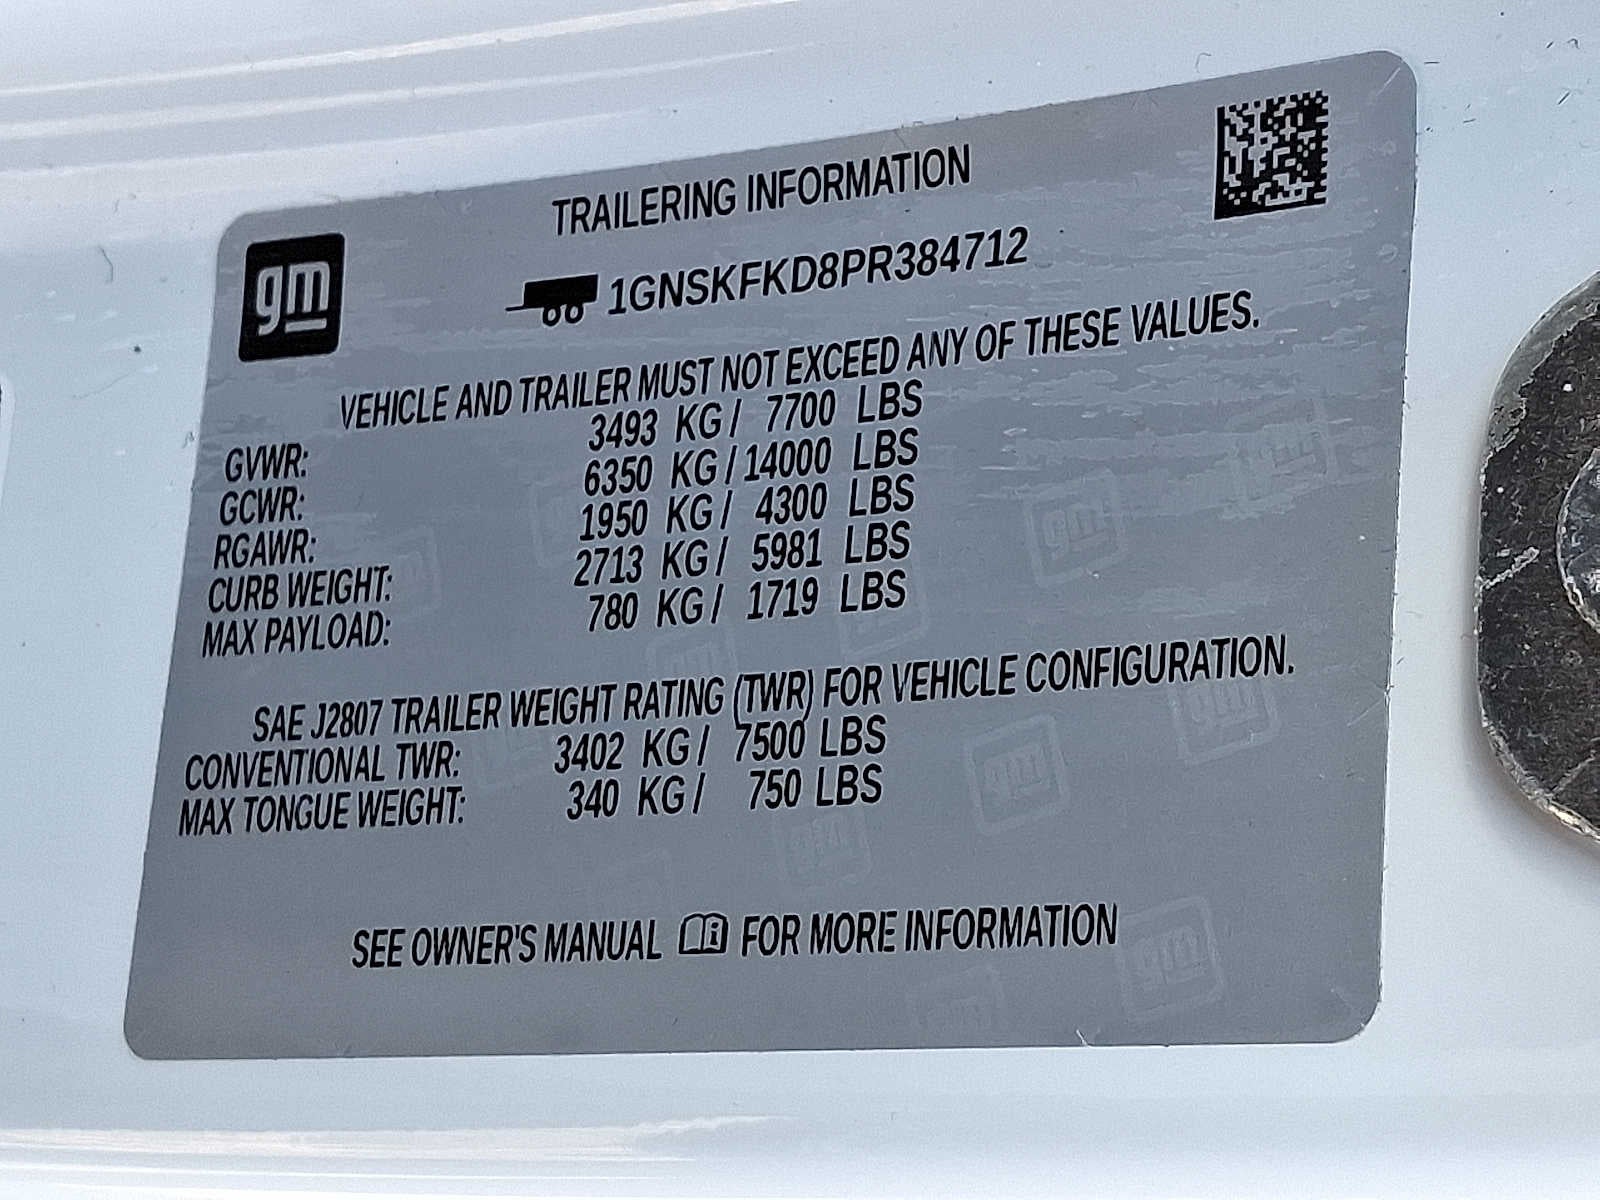 TRAILERING INFORMATION
gm
1GNSKFKD8PR384712
VEHICLE AND TRAILER MUST NOT EXCEED ANY OF THESE VALUES.
GVWR: 3493 KG/ 7700 LBS
GCWR: 6350 KG/14000 LBS
RGAWR: 1950 KG/ 4300 LBS
CURB WEIGHT: 2713 KG/ 5981 LBS
MAX PAYLOAD: 780 KG/ 1719 LBS
SAE J2807 TRAILER WEIGHT RATING (TWR) FOR VEHICLE CONFIGURATION.
CONVENTIONAL TWR: 3402 KG/ 7500 LBS
MAX TONGUE WEIGHT: 340 KG/ 750 LBS
SEE OWNER'S MANUAL FOR MORE INFORMATION